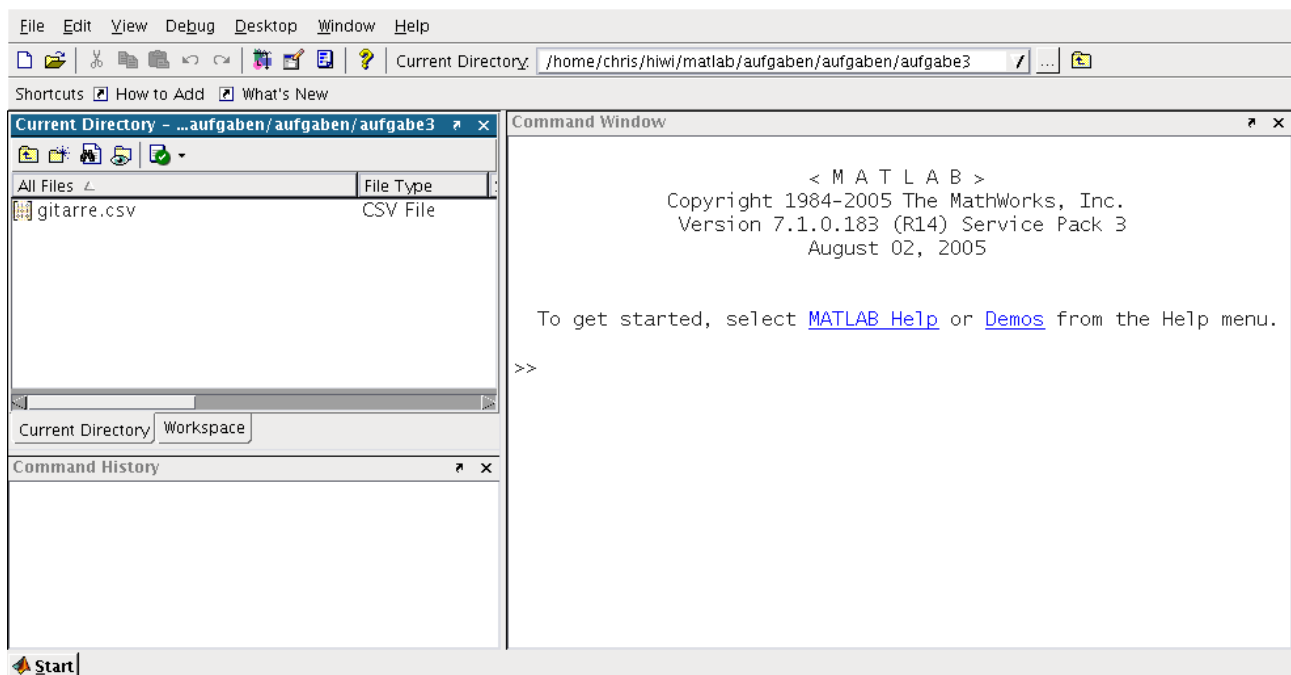 File Edit View Debug Desktop Window Help
Current Directory: /home/chris/hiwi/matlab/aufgaben/aufgaben/aufgabe3 ...
Shortcuts How to Add What's New
Current Directory - ...aufgaben/aufgaben/aufgabe3
All Files File Type
gitarre.csv CSV File
Current Directory Workspace
Command History
Start
Command Window
< M A T L A B >
Copyright 1984-2005 The MathWorks, Inc.
Version 7.1.0.183 (R14) Service Pack 3
August 02, 2005
To get started, select MATLAB Help or Demos from the Help menu.
>>